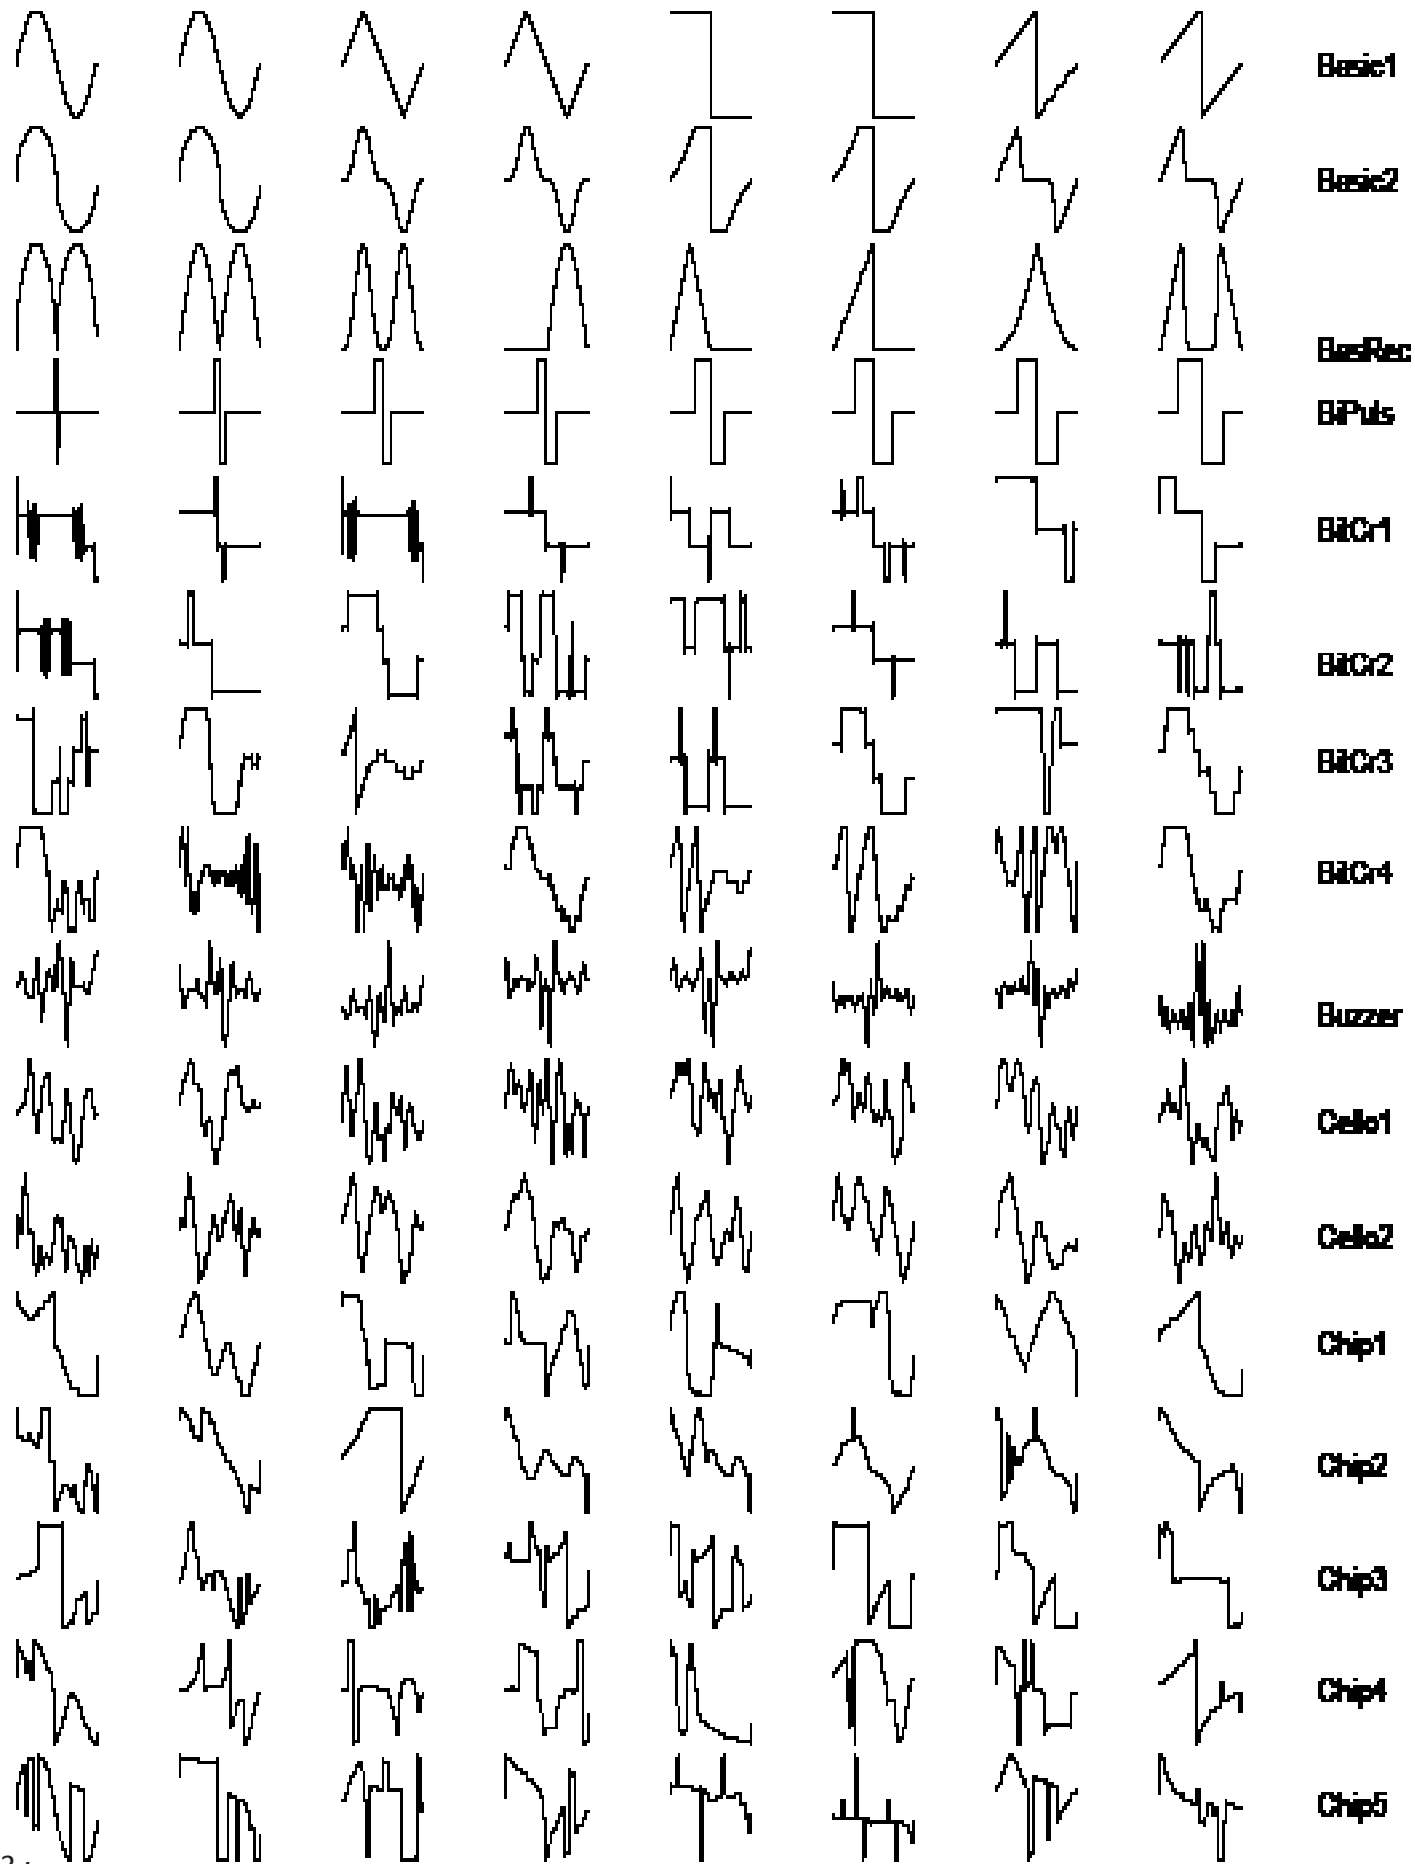 Basic1
Basic2
BasRec
BiPuls
BitCr1
BitCr2
BitCr3
BitCr4
Buzzer
Cello1
Cello2
Chip1
Chip2
Chip3
Chip4
Chip5